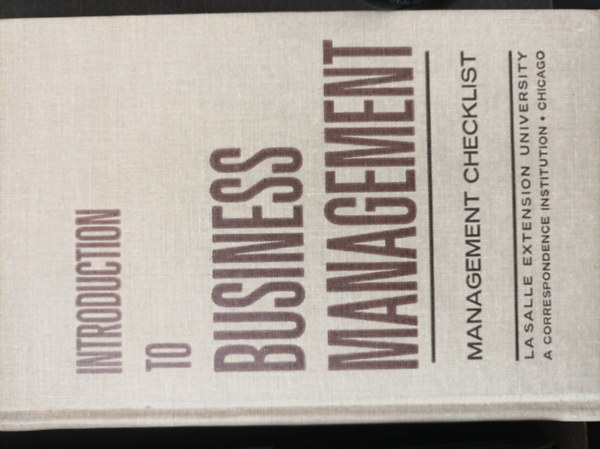 INTRODUCTION
TO
BUSINESS
MANAGEMENT
MANAGEMENT CHECKLIST
LA SALLE EXTENSION UNIVERSITY
A CORRESPONDENCE INSTITUTION • CHICAGO